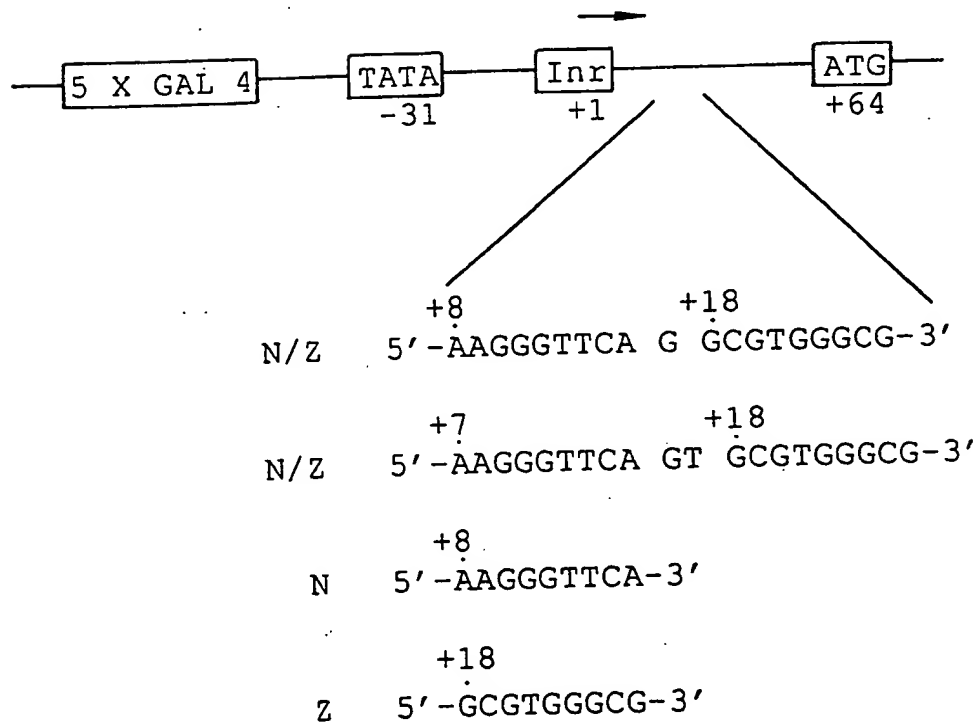 5 X GAL 4 TATA Inr ATG
-31 +1 +64
+8 +18
N/Z 5'-AAGGGTTCA G GCGTGGGCG-3'
+7 +18
N/Z 5'-AAGGGTTCA GT GCGTGGGCG-3'
+8
N 5'-AAGGGTTCA-3'
+18
Z 5'-GCGTGGGCG-3'